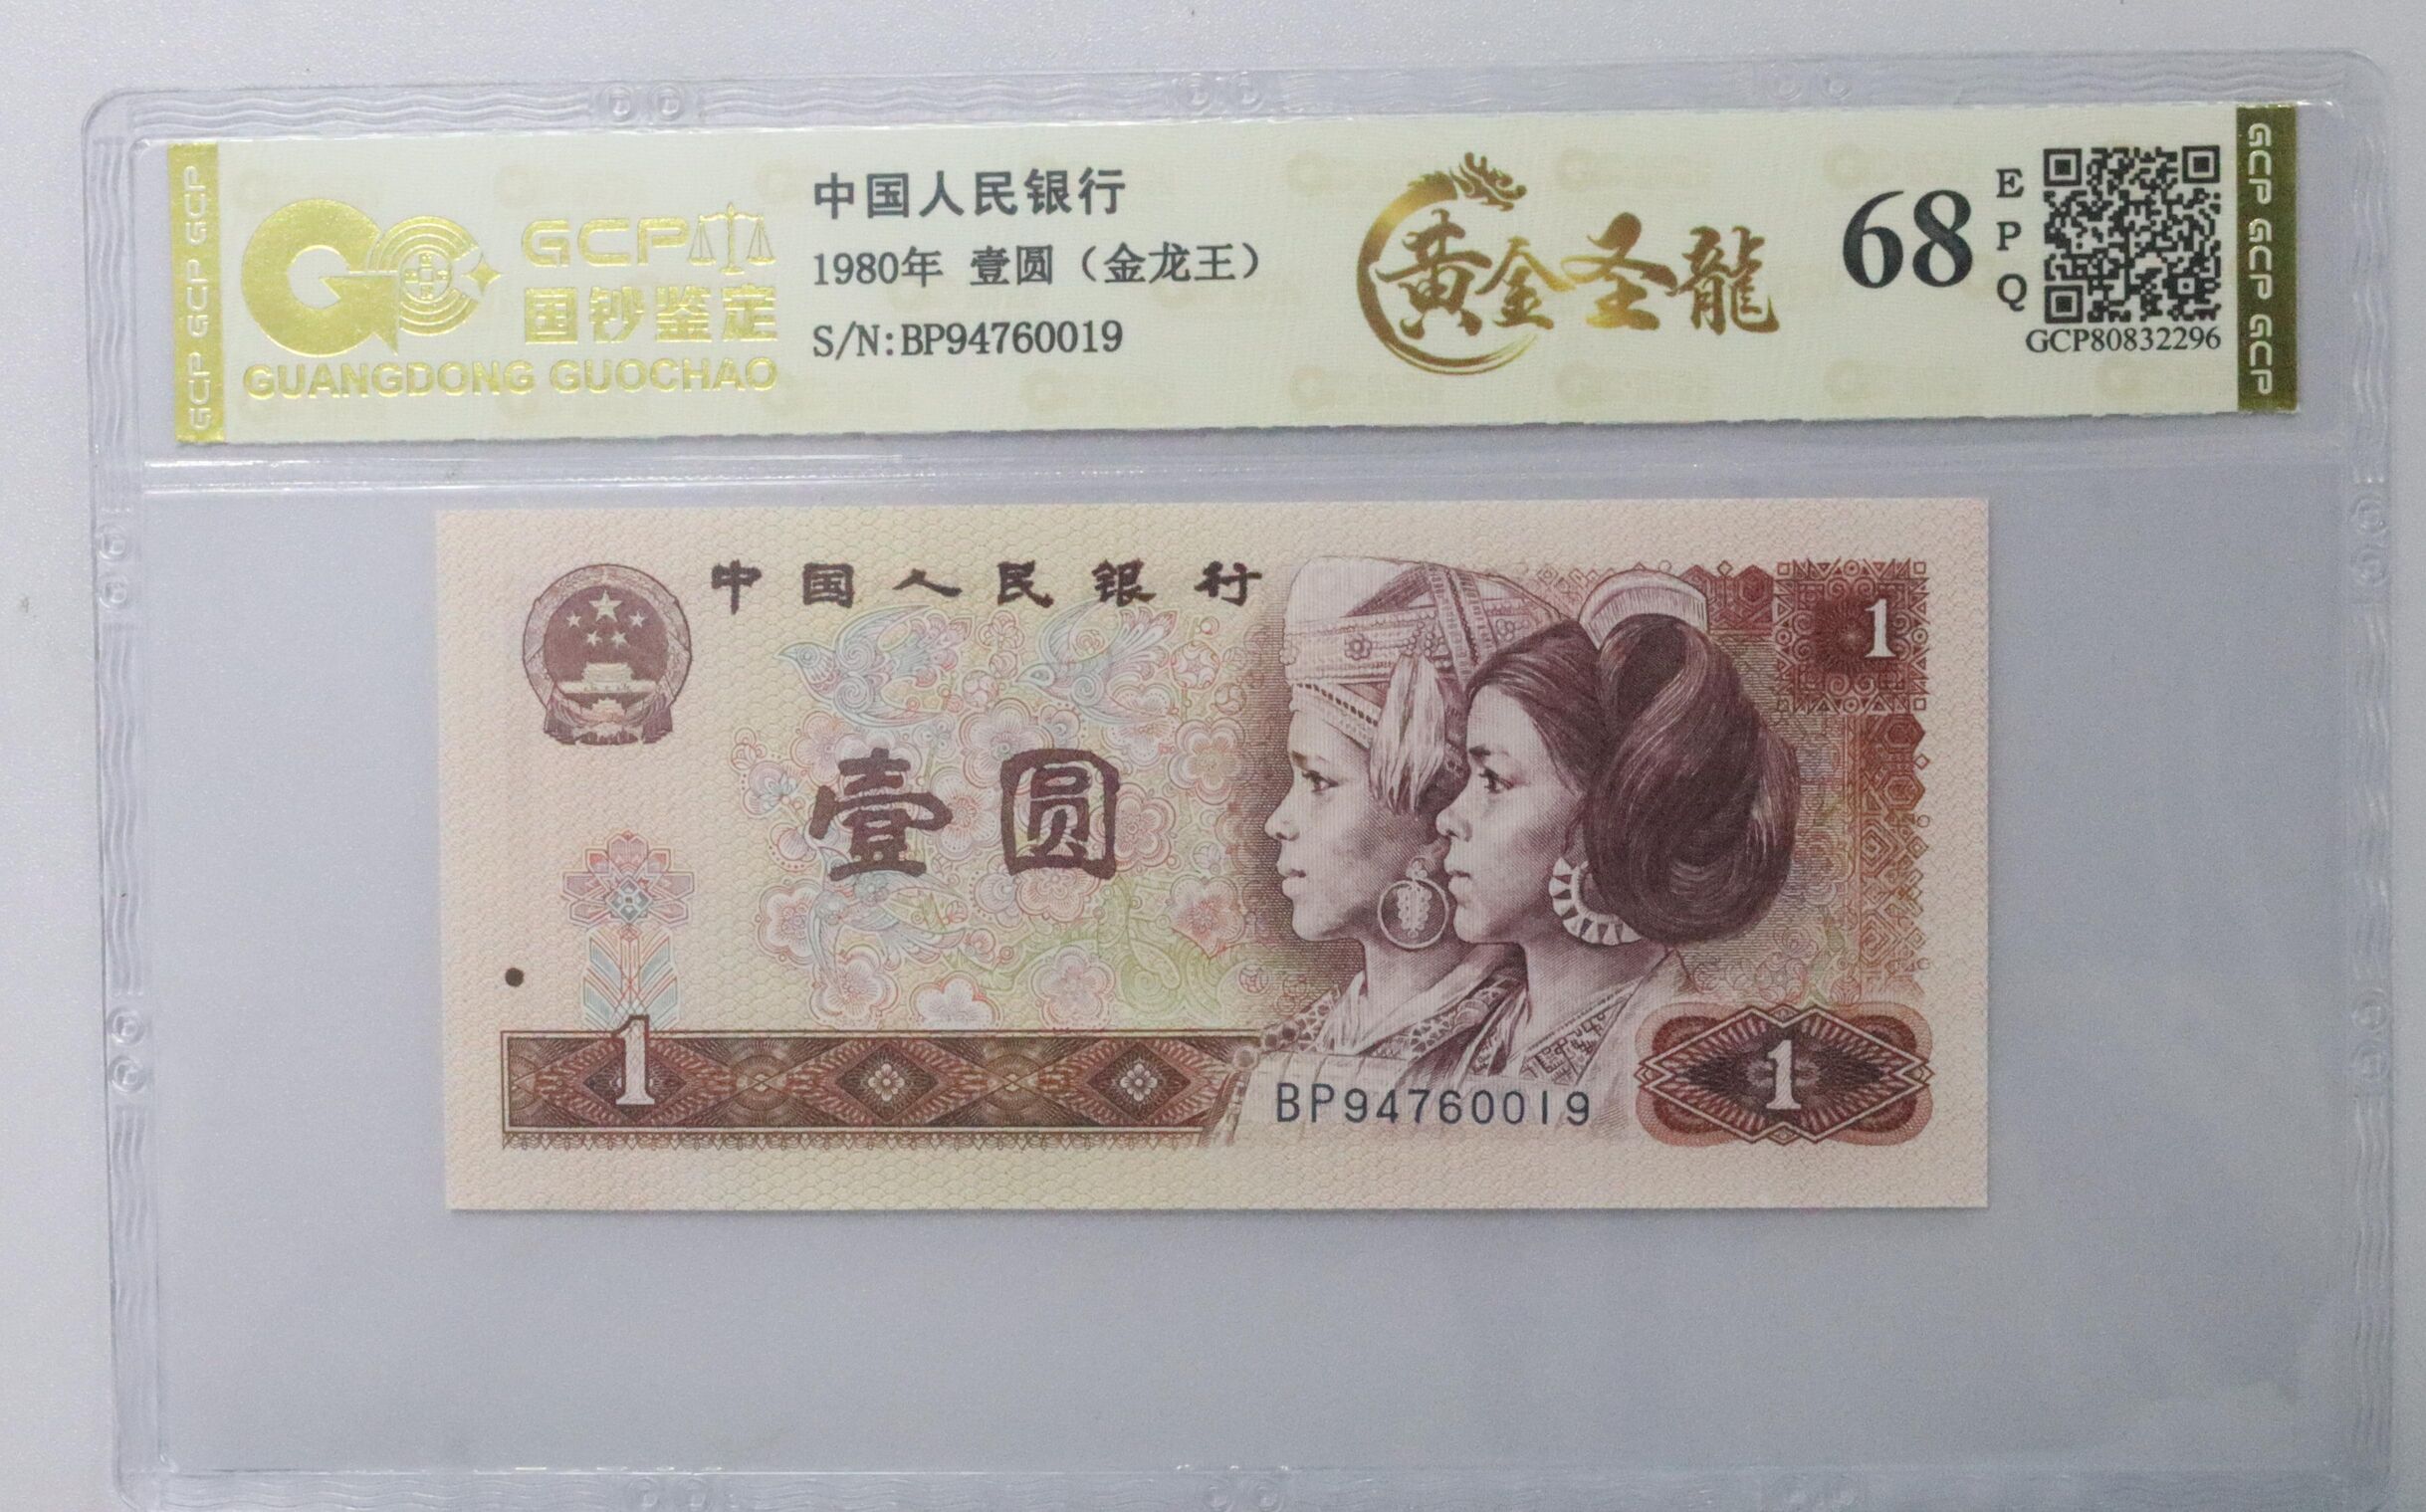 GCP GCP GCP
GCP
国钞鉴定
GUANGDONG GUOCHAO
中国人民银行
1980年 壹圆（金龙王）
S/N:BP94760019
黄金圣龍
68
EPQ
GCP80832296
GCP GCP GCP
中国人民银行
1
壹圆
1
BP94760019
1